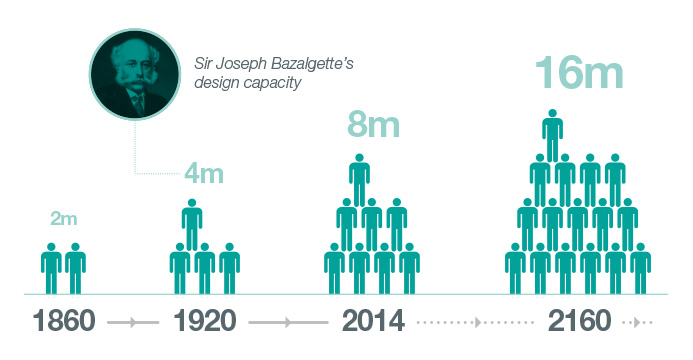 Sir Joseph Bazalgette's
design capacity
2m
4m
8m
16m
1860
1920
2014
2160